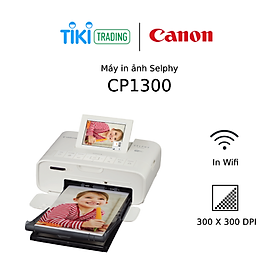 TIKI TRADING
Canon
Máy in ảnh Selphy
CP1300
In Wifi
300 X 300 DPI